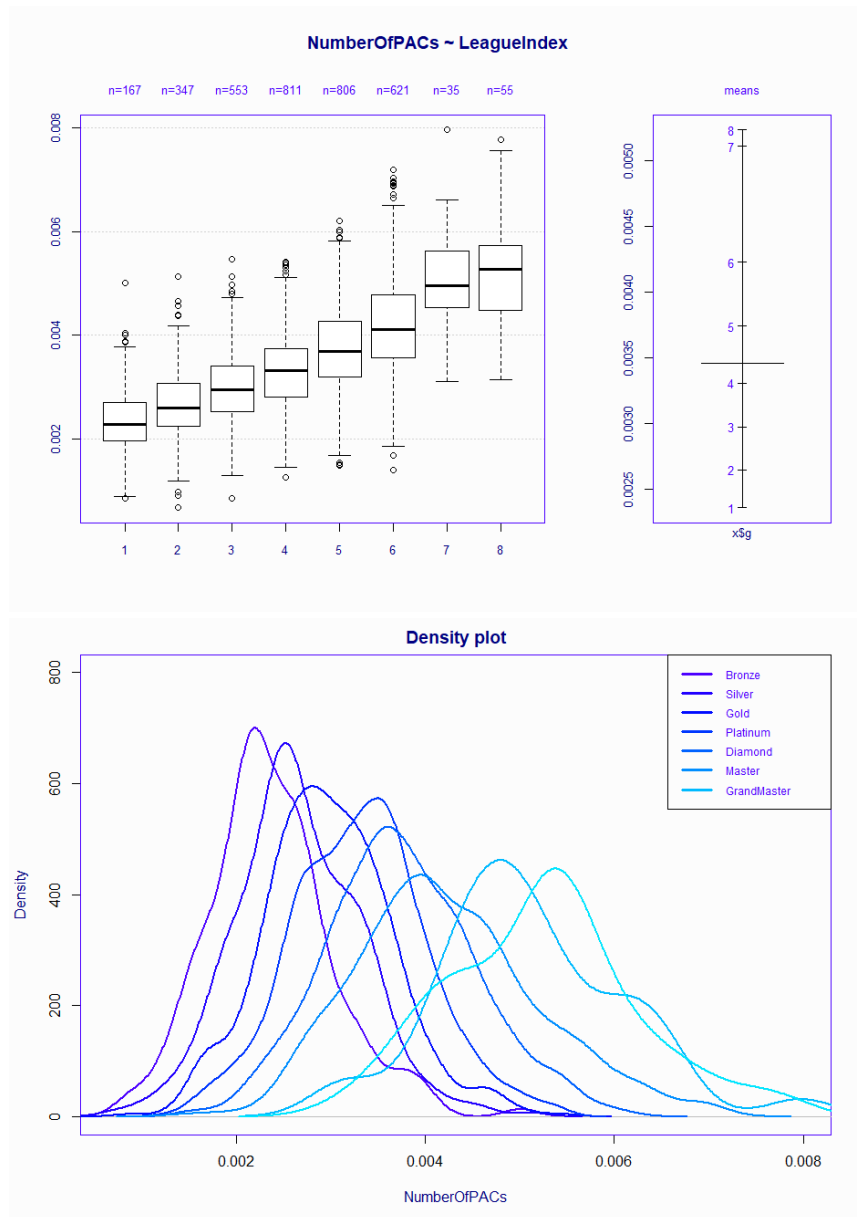 NumberOfPACs ~ LeagueIndex
n=167 n=347 n=553 n=811 n=806 n=621 n=35 n=55
means
0.008
0.006
0.004
0.002
1 2 3 4 5 6 7 8
0.0050
0.0045
0.0040
0.0035
0.0030
0.0025
8
7
6
5
4
3
2
1
x$g
Density plot
Bronze
Silver
Gold
Platinum
Diamond
Master
GrandMaster
800
600
400
200
0
Density
0.002 0.004 0.006 0.008
NumberOfPACs